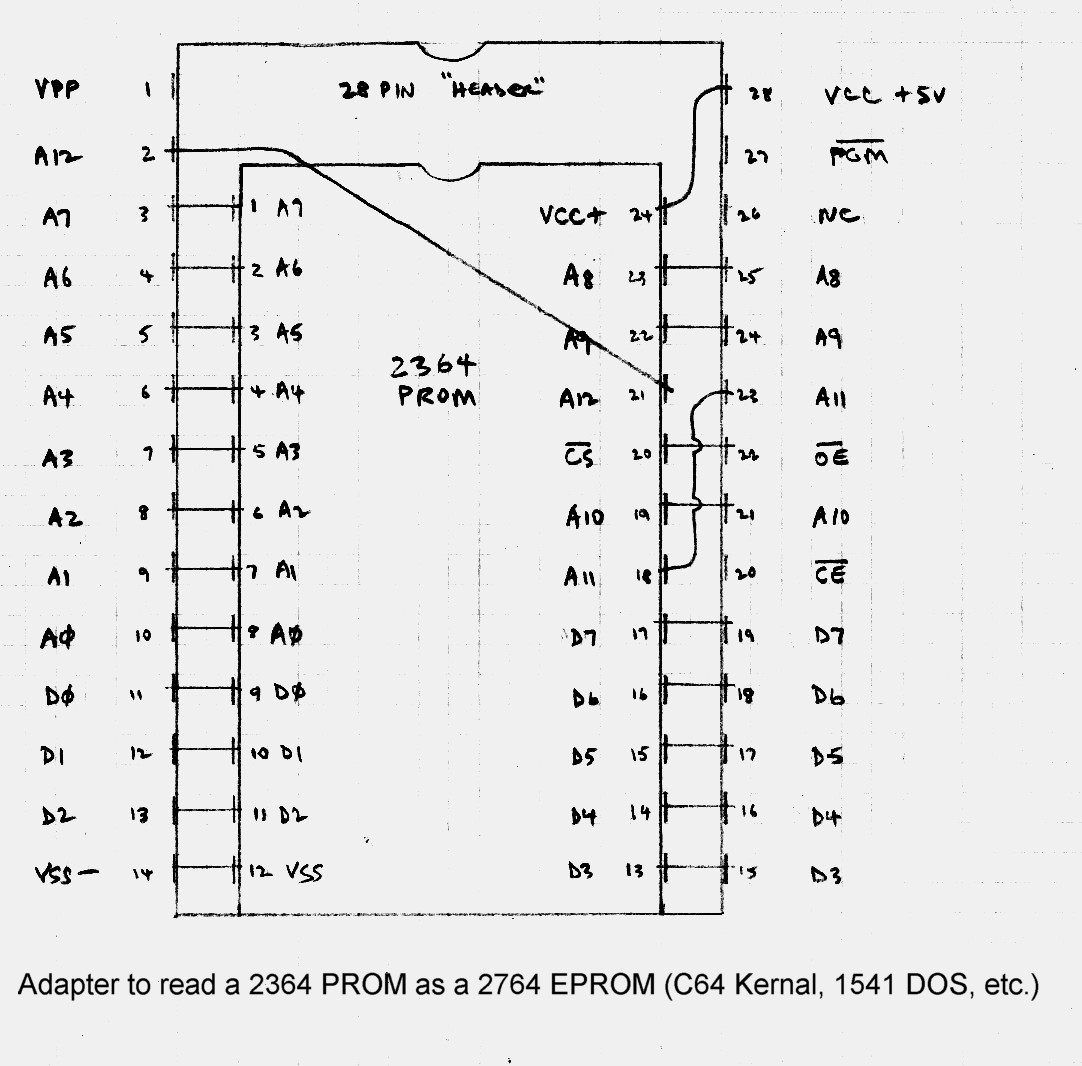 28 PIN "HEADER"
VPP 1 28 VCC +5V
A12 2 27 PGM
A7 3 1 A7 VCC+ 24 26 NC
A6 4 2 A6 A8 23 25 A8
A5 5 3 A5 A9 22 24 A9
2364
PROM
A4 6 4 A4 A12 21 23 A11
A3 7 5 A3 CS 20 22 OE
A2 8 6 A2 A10 19 21 A10
A1 9 7 A1 A11 18 20 CE
AØ 10 8 AØ D7 17 19 D7
DØ 11 9 DØ D6 16 18 D6
D1 12 10 D1 D5 15 17 D5
D2 13 11 D2 D4 14 16 D4
VSS- 14 12 VSS D3 13 15 D3
Adapter to read a 2364 PROM as a 2764 EPROM (C64 Kernal, 1541 DOS, etc.)